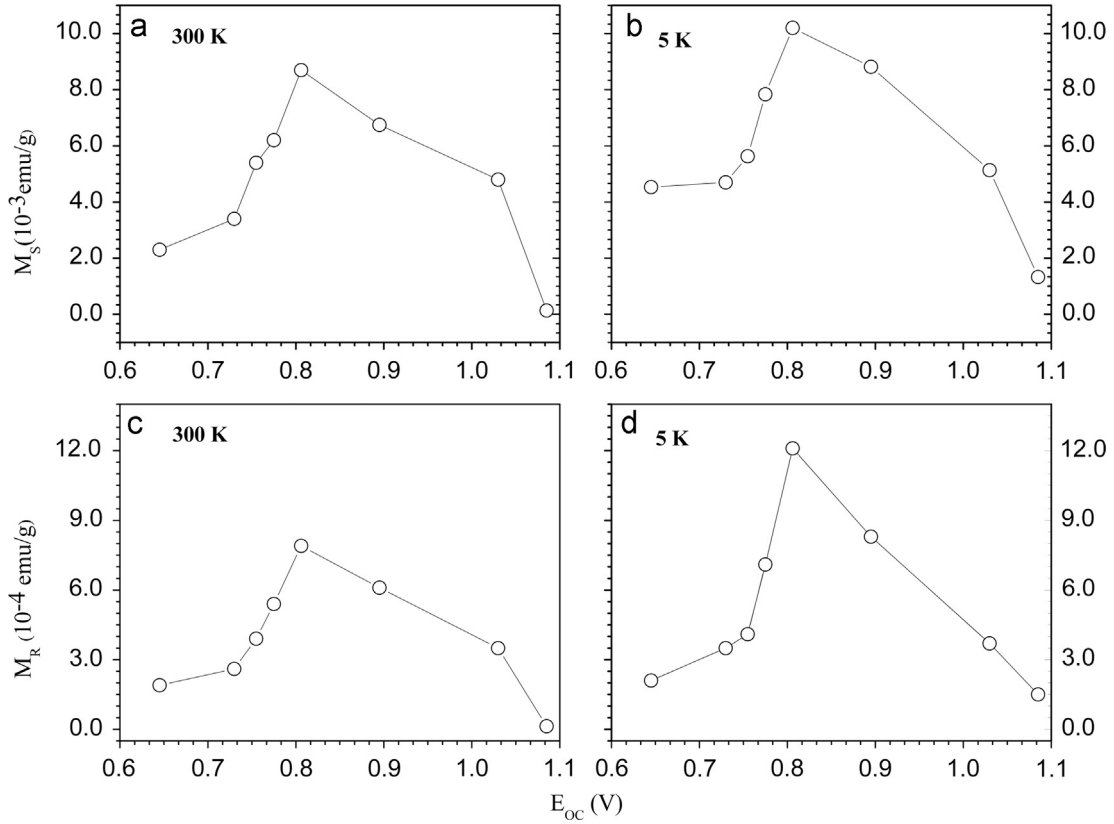 a 300 K
b 5 K
10.0 10.0
8.0 8.0
6.0 6.0
4.0 4.0
2.0 2.0
0.0 0.0
M_S(10^-3emu/g)
0.6 0.7 0.8 0.9 1.0 1.1
0.6 0.7 0.8 0.9 1.0 1.1
c 300 K
d 5 K
12.0 12.0
9.0 9.0
6.0 6.0
3.0 3.0
0.0 0.0
M_R (10^-4 emu/g)
0.6 0.7 0.8 0.9 1.0 1.1
0.6 0.7 0.8 0.9 1.0 1.1
E_OC (V)